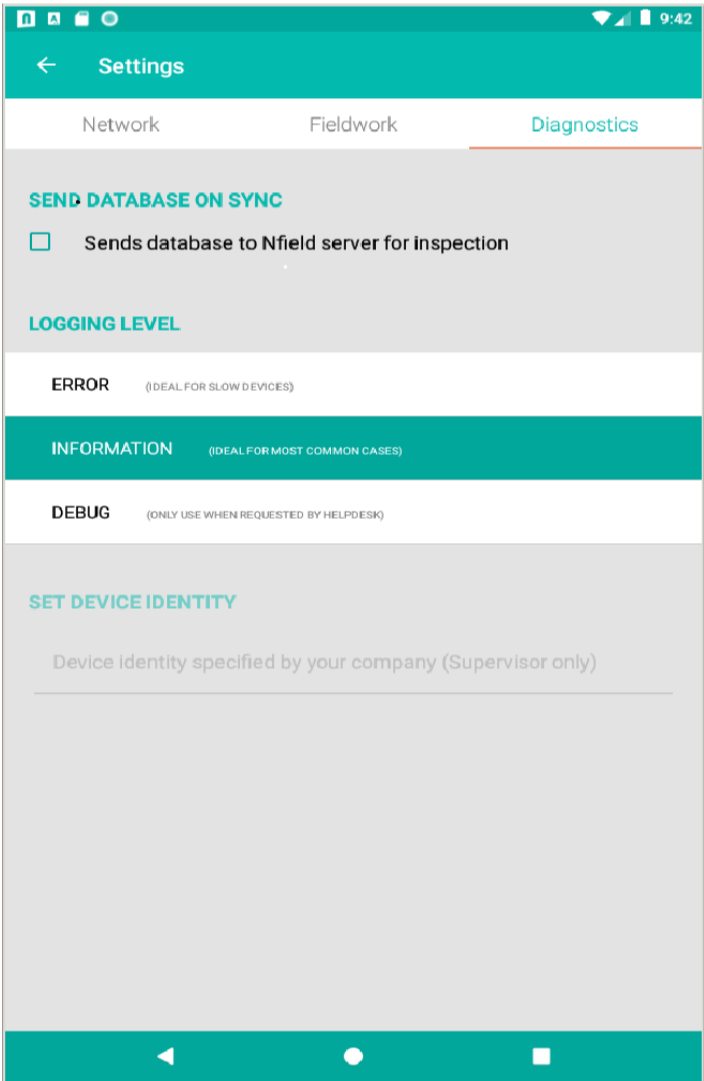 9:42
Settings
Network Fieldwork Diagnostics
SEND DATABASE ON SYNC
Sends database to Nfield server for inspection
LOGGING LEVEL
ERROR (IDEAL FOR SLOW DEVICES)
INFORMATION (IDEAL FOR MOST COMMON CASES)
DEBUG (ONLY USE WHEN REQUESTED BY HELPDESK)
SET DEVICE IDENTITY
Device identity specified by your company (Supervisor only)